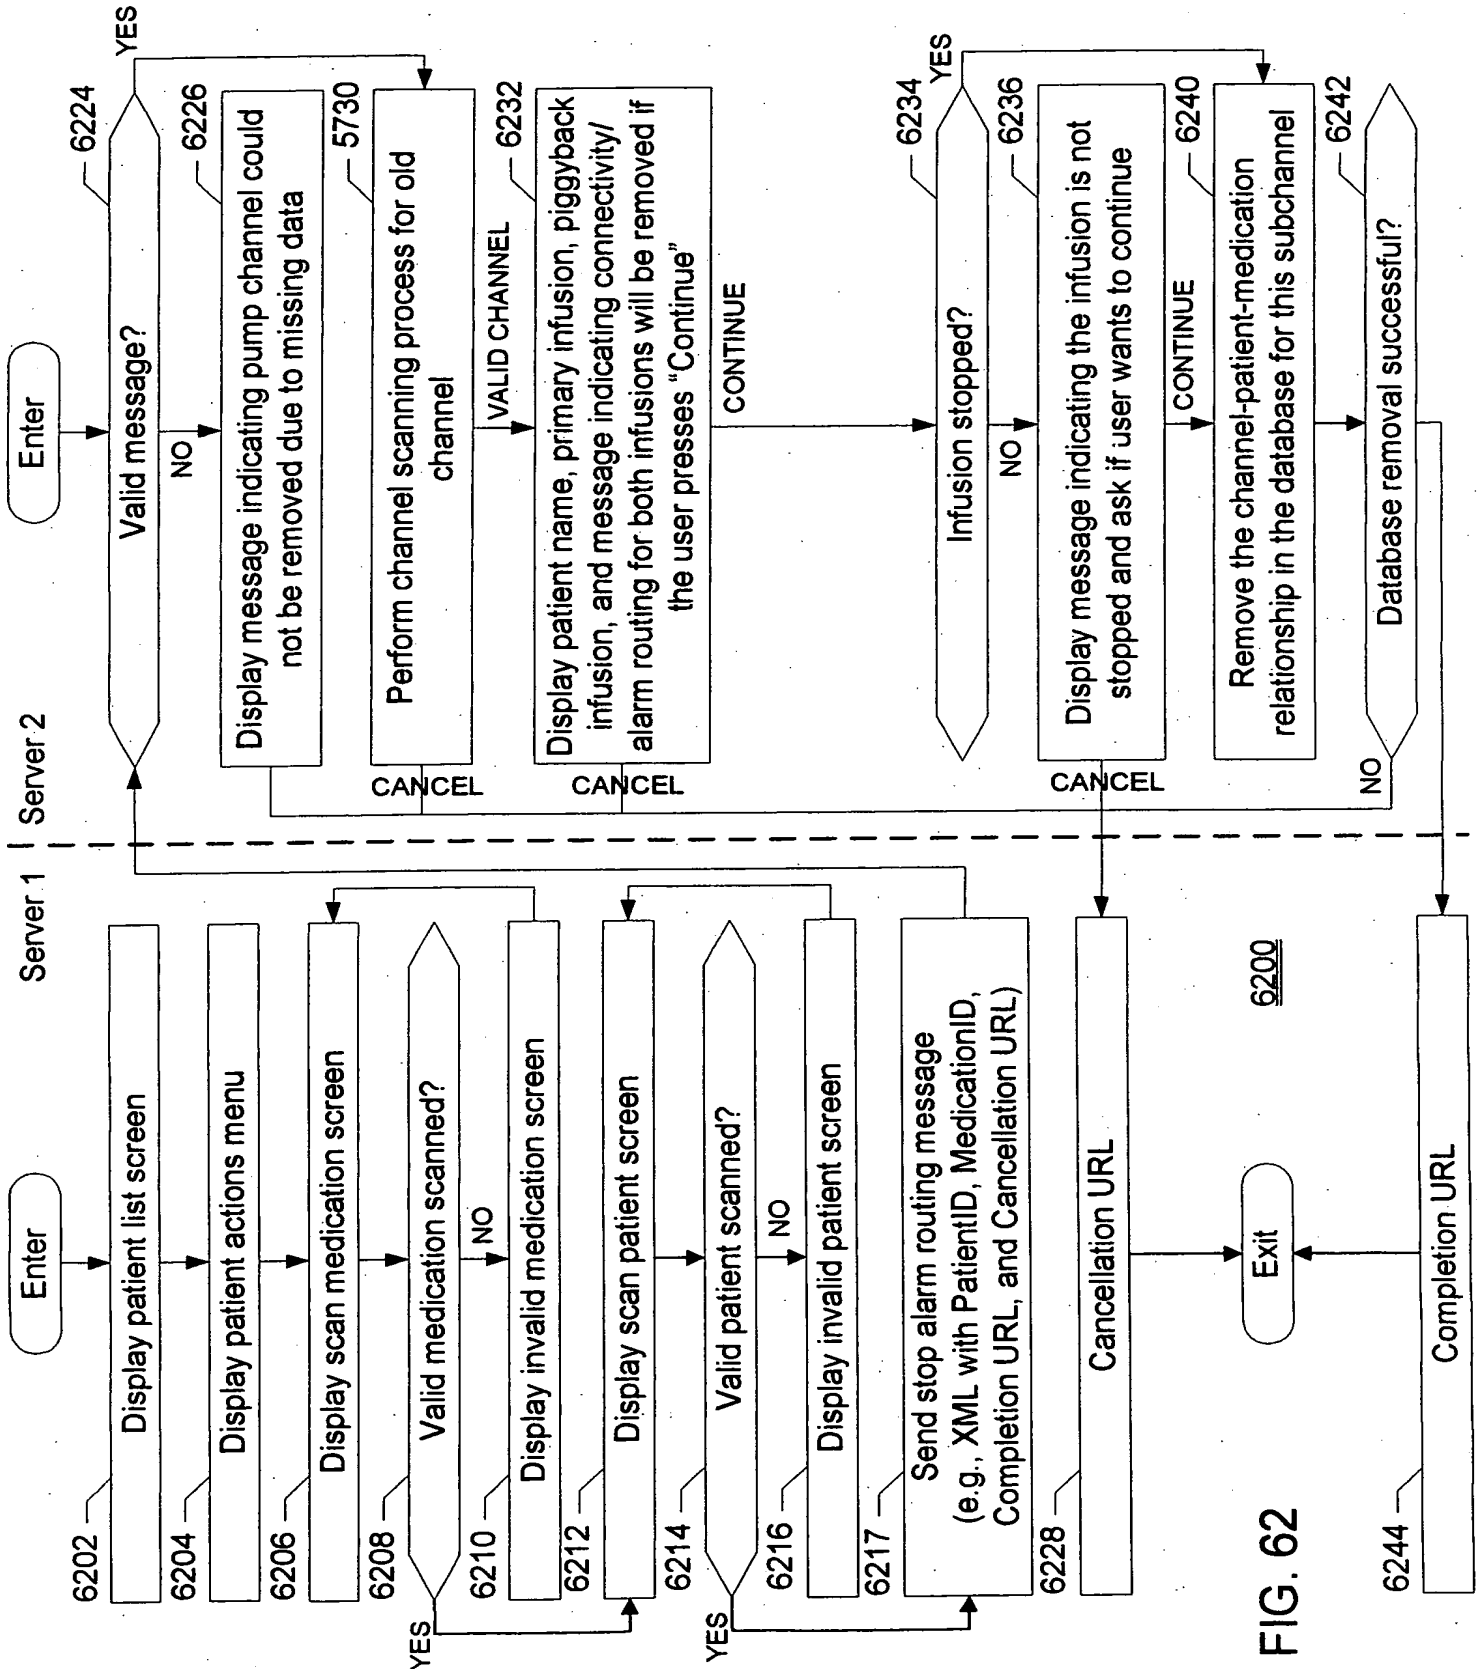 Server 1
Server 2
Enter
6202
Display patient list screen
6204
Display patient actions menu
6206
Display scan medication screen
6208
Valid medication scanned?
YES
NO
6210
Display invalid medication screen
6212
Display scan patient screen
6214
Valid patient scanned?
YES
NO
6216
Display invalid patient screen
6217
Send stop alarm routing message
(e.g., XML with PatientID, MedicationID,
Completion URL, and Cancellation URL)
6228
Cancellation URL
Exit
6200
6244
Completion URL
Enter
6224
Valid message?
YES
NO
6226
Display message indicating pump channel could
not be removed due to missing data
5730
Perform channel scanning process for old
channel
CANCEL
VALID CHANNEL
6232
Display patient name, primary infusion, piggyback
infusion, and message indicating connectivity/
alarm routing for both infusions will be removed if
the user presses “Continue”
CANCEL
CONTINUE
6234
Infusion stopped?
YES
NO
6236
Display message indicating the infusion is not
stopped and ask if user wants to continue
CANCEL
CONTINUE
6240
Remove the channel-patient-medication
relationship in the database for this subchannel
6242
Database removal successful?
NO
FIG. 62